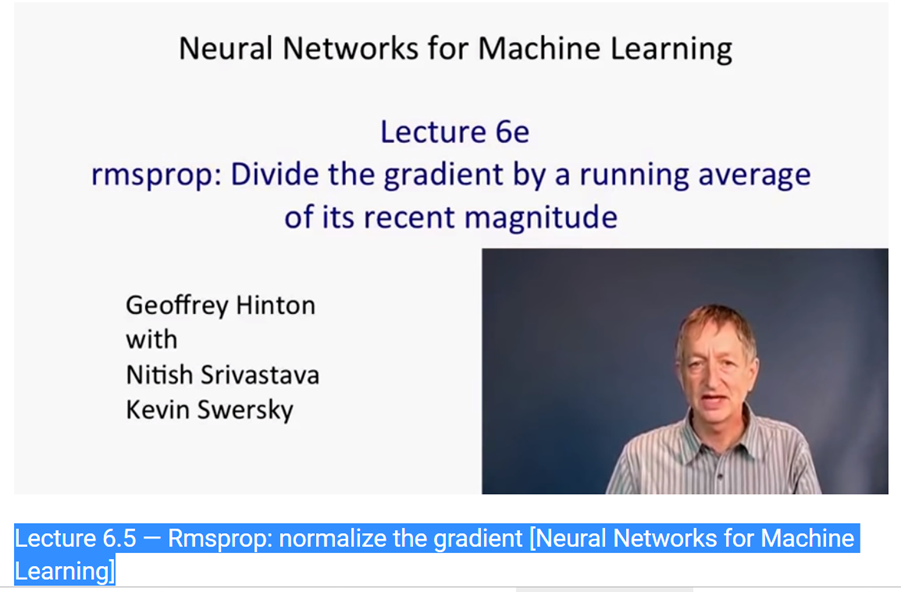 Neural Networks for Machine Learning
Lecture 6e
rmsprop: Divide the gradient by a running average
of its recent magnitude
Geoffrey Hinton
with
Nitish Srivastava
Kevin Swersky
Lecture 6.5 — Rmsprop: normalize the gradient [Neural Networks for Machine
Learning]